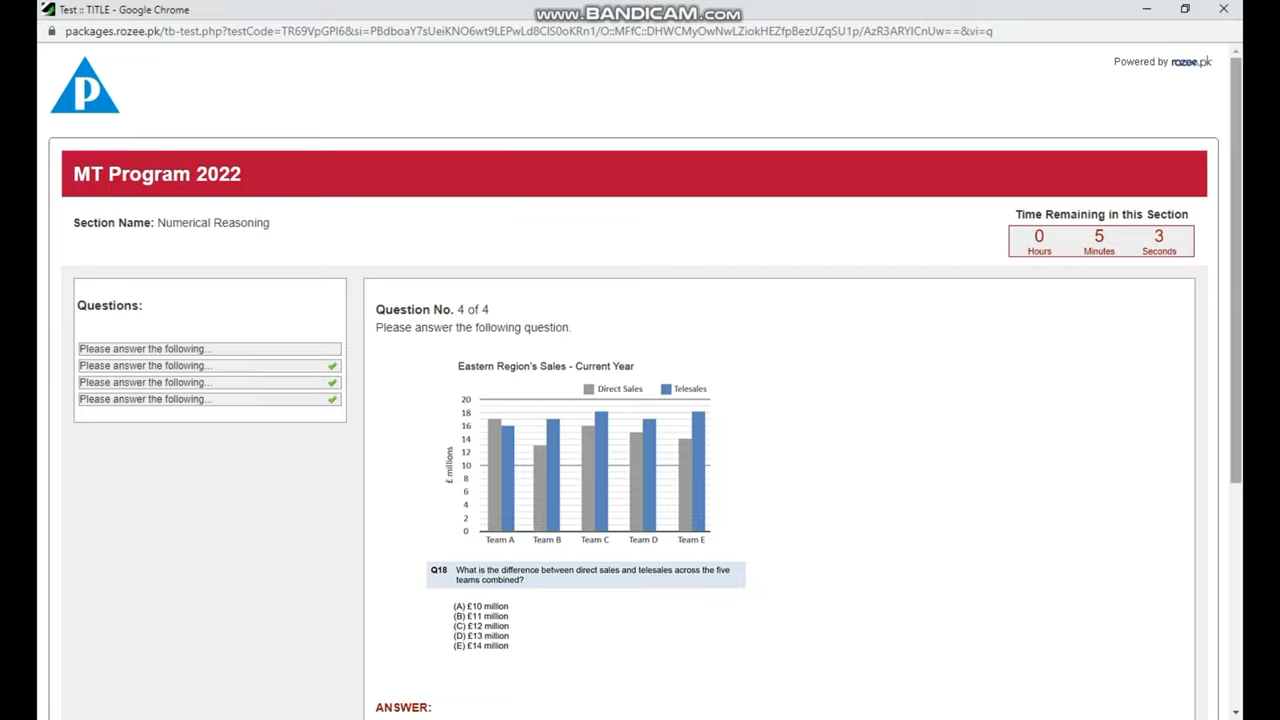 Test :: TITLE - Google Chrome
www.BANDICAM.com
packages.rozee.pk/tb-test.php?testCode=TR69VpGPI6&si=PBdboaY7sUeiKNO6wt9LEPwLd8CIS0oKRn1/O::MFfC::DHWCMyOwNwLZiokHEZfpBezUZqSU1p/AzR3ARYICnUw==&vi=q
P
Powered by rozee.pk
MT Program 2022
Section Name: Numerical Reasoning
Time Remaining in this Section
0 5 3
Hours Minutes Seconds
Questions:
Please answer the following...
Please answer the following...
Please answer the following...
Please answer the following...
Question No. 4 of 4
Please answer the following question.
Eastern Region's Sales - Current Year
Direct Sales Telesales
£ millions
20
18
16
14
12
10
8
6
4
2
0
Team A Team B Team C Team D Team E
Q18 What is the difference between direct sales and telesales across the five
teams combined?
(A) £10 million
(B) £11 million
(C) £12 million
(D) £13 million
(E) £14 million
ANSWER: